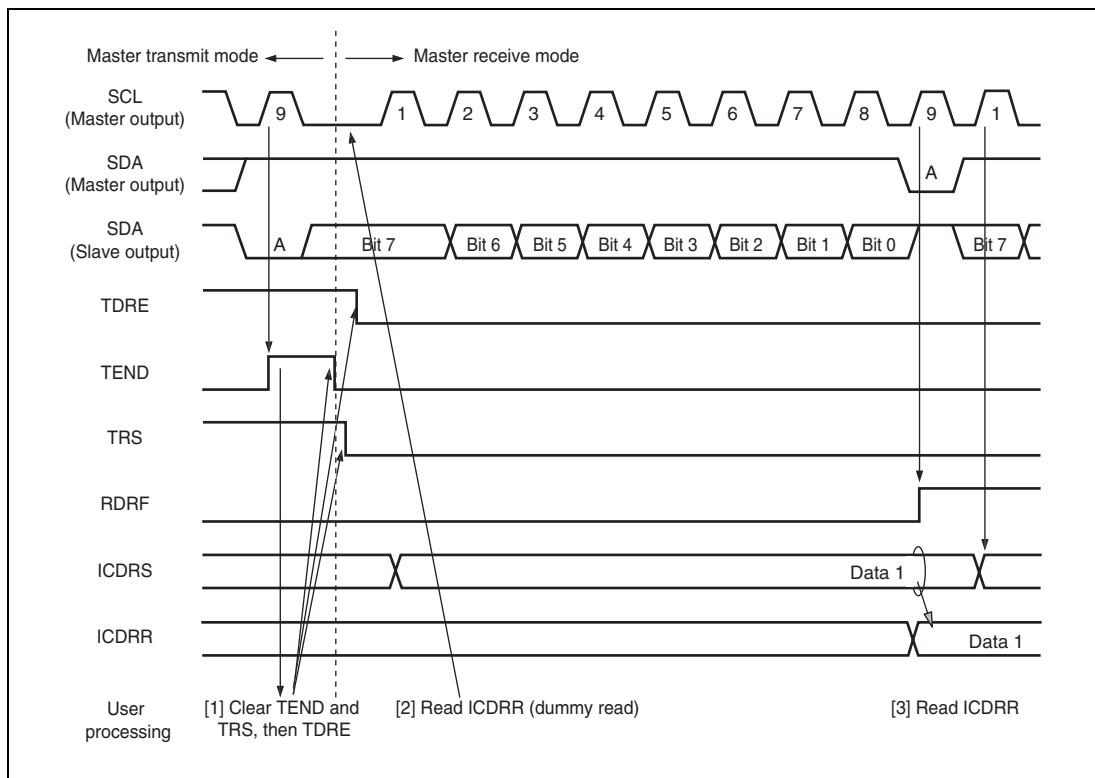 Master transmit mode
Master receive mode
SCL
(Master output)
9 1 2 3 4 5 6 7 8 9 1
SDA
(Master output)
A
SDA
(Slave output)
A Bit 7 Bit 6 Bit 5 Bit 4 Bit 3 Bit 2 Bit 1 Bit 0 Bit 7
TDRE
TEND
TRS
RDRF
ICDRS
Data 1
ICDRR
Data 1
User
processing
[1] Clear TEND and
TRS, then TDRE
[2] Read ICDRR (dummy read)
[3] Read ICDRR